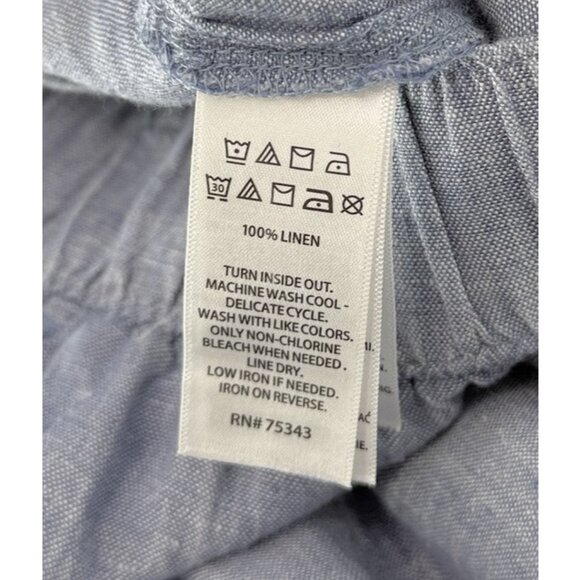 30
100% LINEN
TURN INSIDE OUT.
MACHINE WASH COOL -
DELICATE CYCLE.
WASH WITH LIKE COLORS.
ONLY NON-CHLORINE
BLEACH WHEN NEEDED.
LINE DRY.
LOW IRON IF NEEDED.
IRON ON REVERSE.
RN# 75343